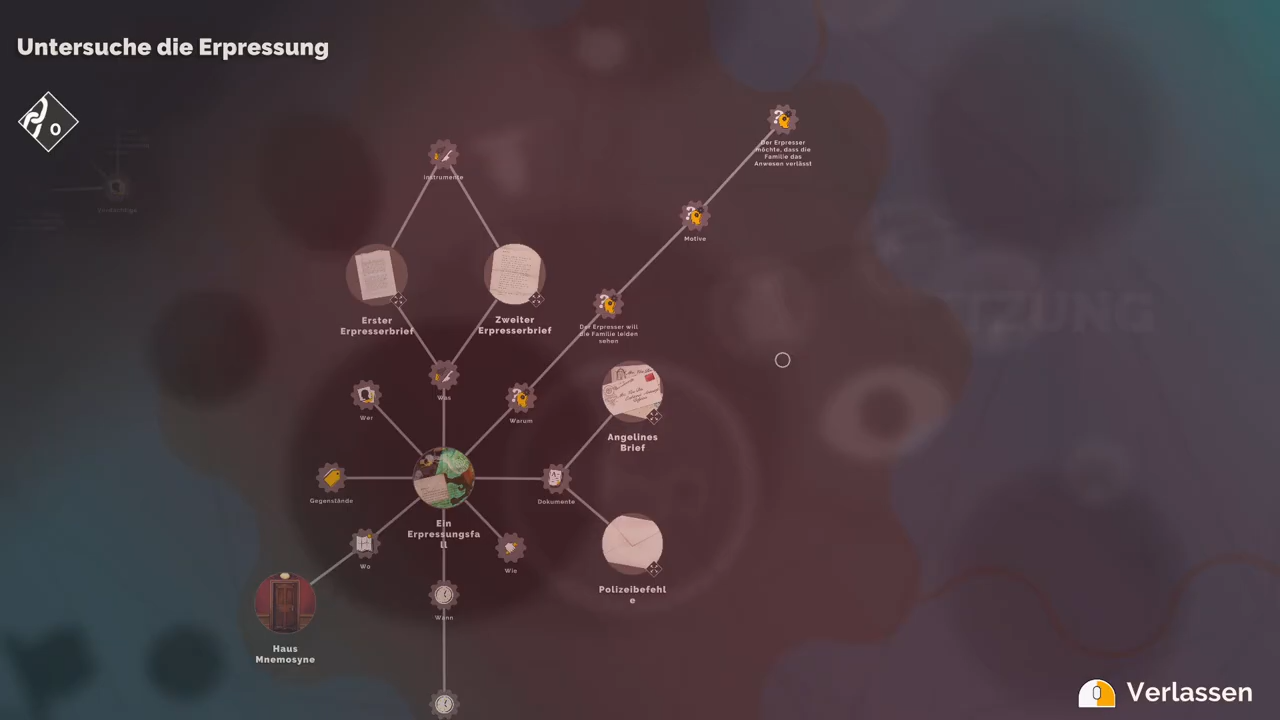 Untersuche die Erpressung
0
Der Erpresser
möchte, dass die
Familie das
Anwesen verlässt
Instrumente
Motive
Erster
Erpresserbrief
Zweiter
Erpresserbrief
Der Erpresser will
die Familie leiden
sehen
TZUNG
Was
Wer
Warum
Angelines
Brief
Gegenstände
Dokumente
Ein
Erpressungsfa
ll
Wo
Wie
Polizeibefehl
e
Wann
Haus
Mnemosyne
Verlassen